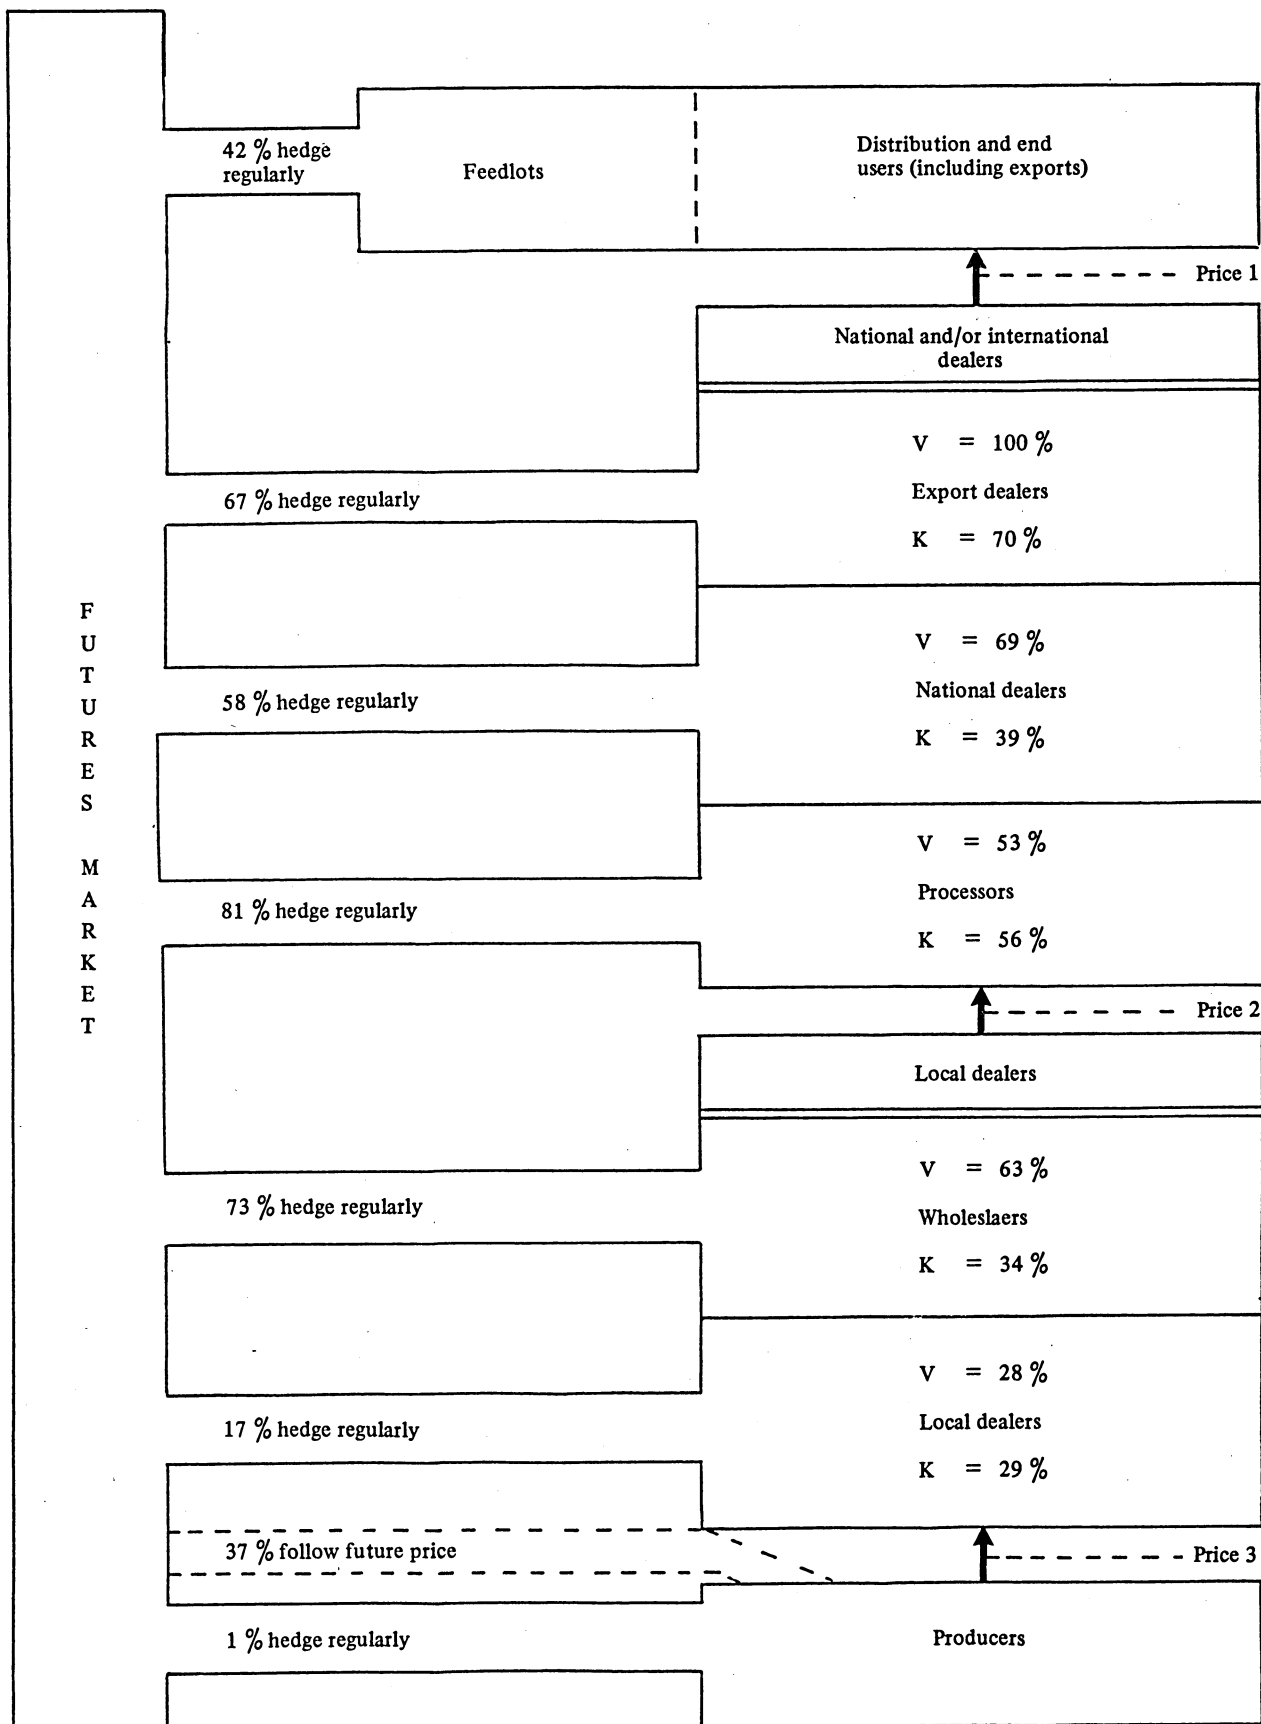 42 % hedge
regularly
Feedlots
Distribution and end
users (including exports)
Price 1
National and/or international
dealers
V = 100 %
67 % hedge regularly
Export dealers
K = 70 %
FUTURES MARKET
V = 69 %
58 % hedge regularly
National dealers
K = 39 %
V = 53 %
81 % hedge regularly
Processors
K = 56 %
Price 2
Local dealers
V = 63 %
73 % hedge regularly
Wholeslaers
K = 34 %
V = 28 %
17 % hedge regularly
Local dealers
K = 29 %
37 % follow future price
Price 3
1 % hedge regularly
Producers